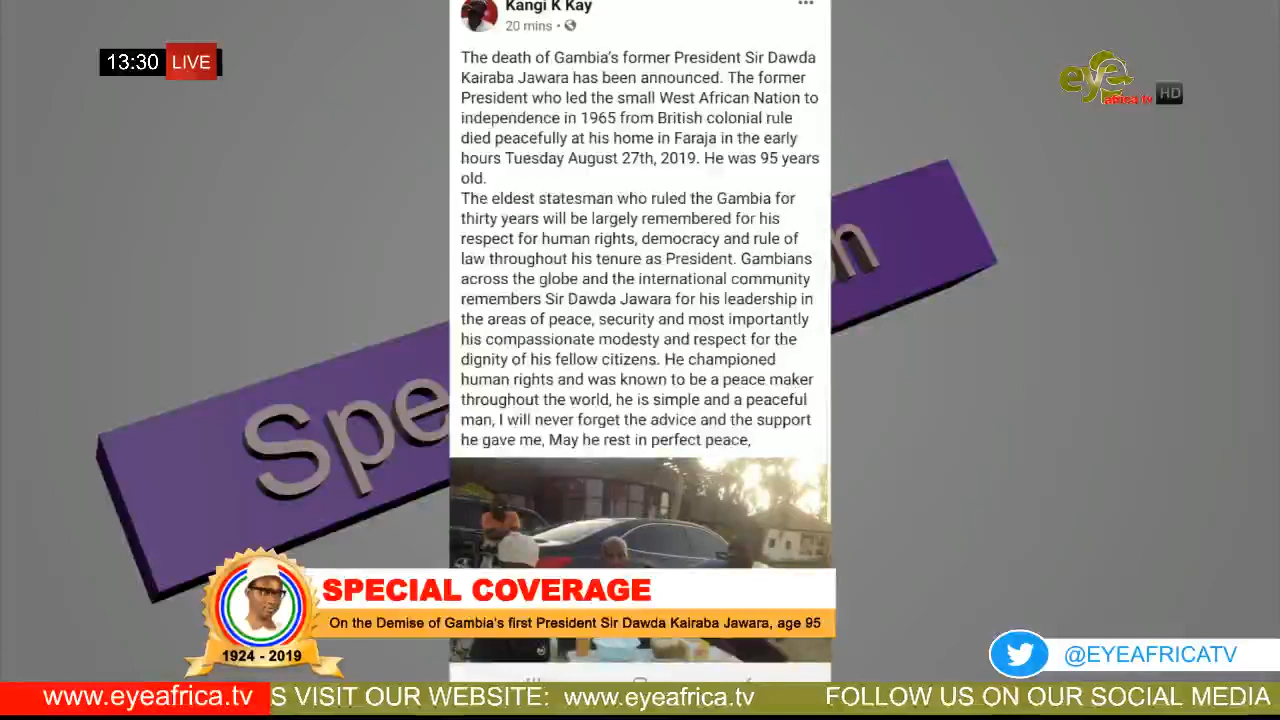 Kangi K Kay
20 mins
13:30 LIVE
eye
africa tv HD
The death of Gambia's former President Sir Dawda
Kairaba Jawara has been announced. The former
President who led the small West African Nation to
independence in 1965 from British colonial rule
died peacefully at his home in Faraja in the early
hours Tuesday August 27th, 2019. He was 95 years
old.
The eldest statesman who ruled the Gambia for
thirty years will be largely remembered for his
respect for human rights, democracy and rule of
law throughout his tenure as President. Gambians
across the globe and the international community
remembers Sir Dawda Jawara for his leadership in
the areas of peace, security and most importantly
his compassionate modesty and respect for the
dignity of his fellow citizens. He championed
human rights and was known to be a peace maker
throughout the world, he is simple and a peaceful
man, I will never forget the advice and the support
he gave me, May he rest in perfect peace,
Spe
on
SPECIAL COVERAGE
On the Demise of Gambia's first President Sir Dawda Kairaba Jawara, age 95
1924 - 2019
@EYEAFRICATV
www.eyeafrica.tv S VISIT OUR WEBSITE: www.eyeafrica.tv FOLLOW US ON OUR SOCIAL MEDIA